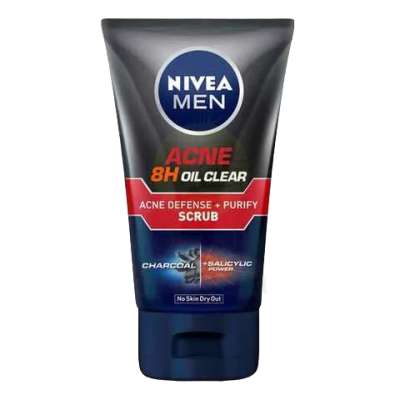 NIVEA
MEN
ACNE
8H OIL CLEAR
ACNE DEFENSE + PURIFY
SCRUB
CHARCOAL +SALICYLIC
POWER
No Skin Dry Out